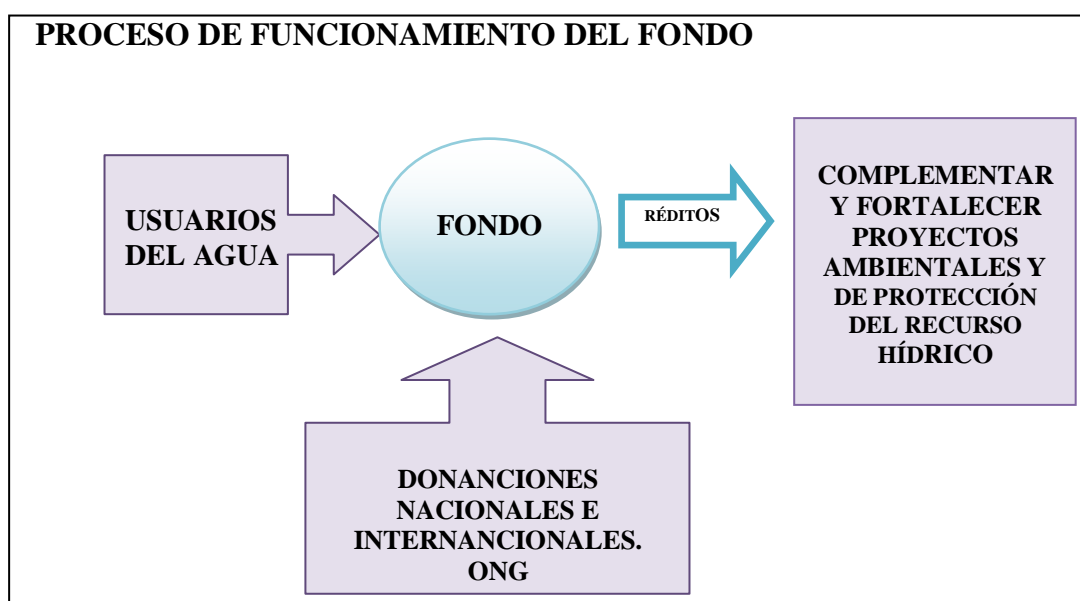 PROCESO DE FUNCIONAMIENTO DEL FONDO
USUARIOS
DEL AGUA
FONDO
RÉDITOS
COMPLEMENTAR
Y FORTALECER
PROYECTOS
AMBIENTALES Y
DE PROTECCIÓN
DEL RECURSO
HÍDRICO
DONANCIONES
NACIONALES E
INTERNANCIONALES.
ONG